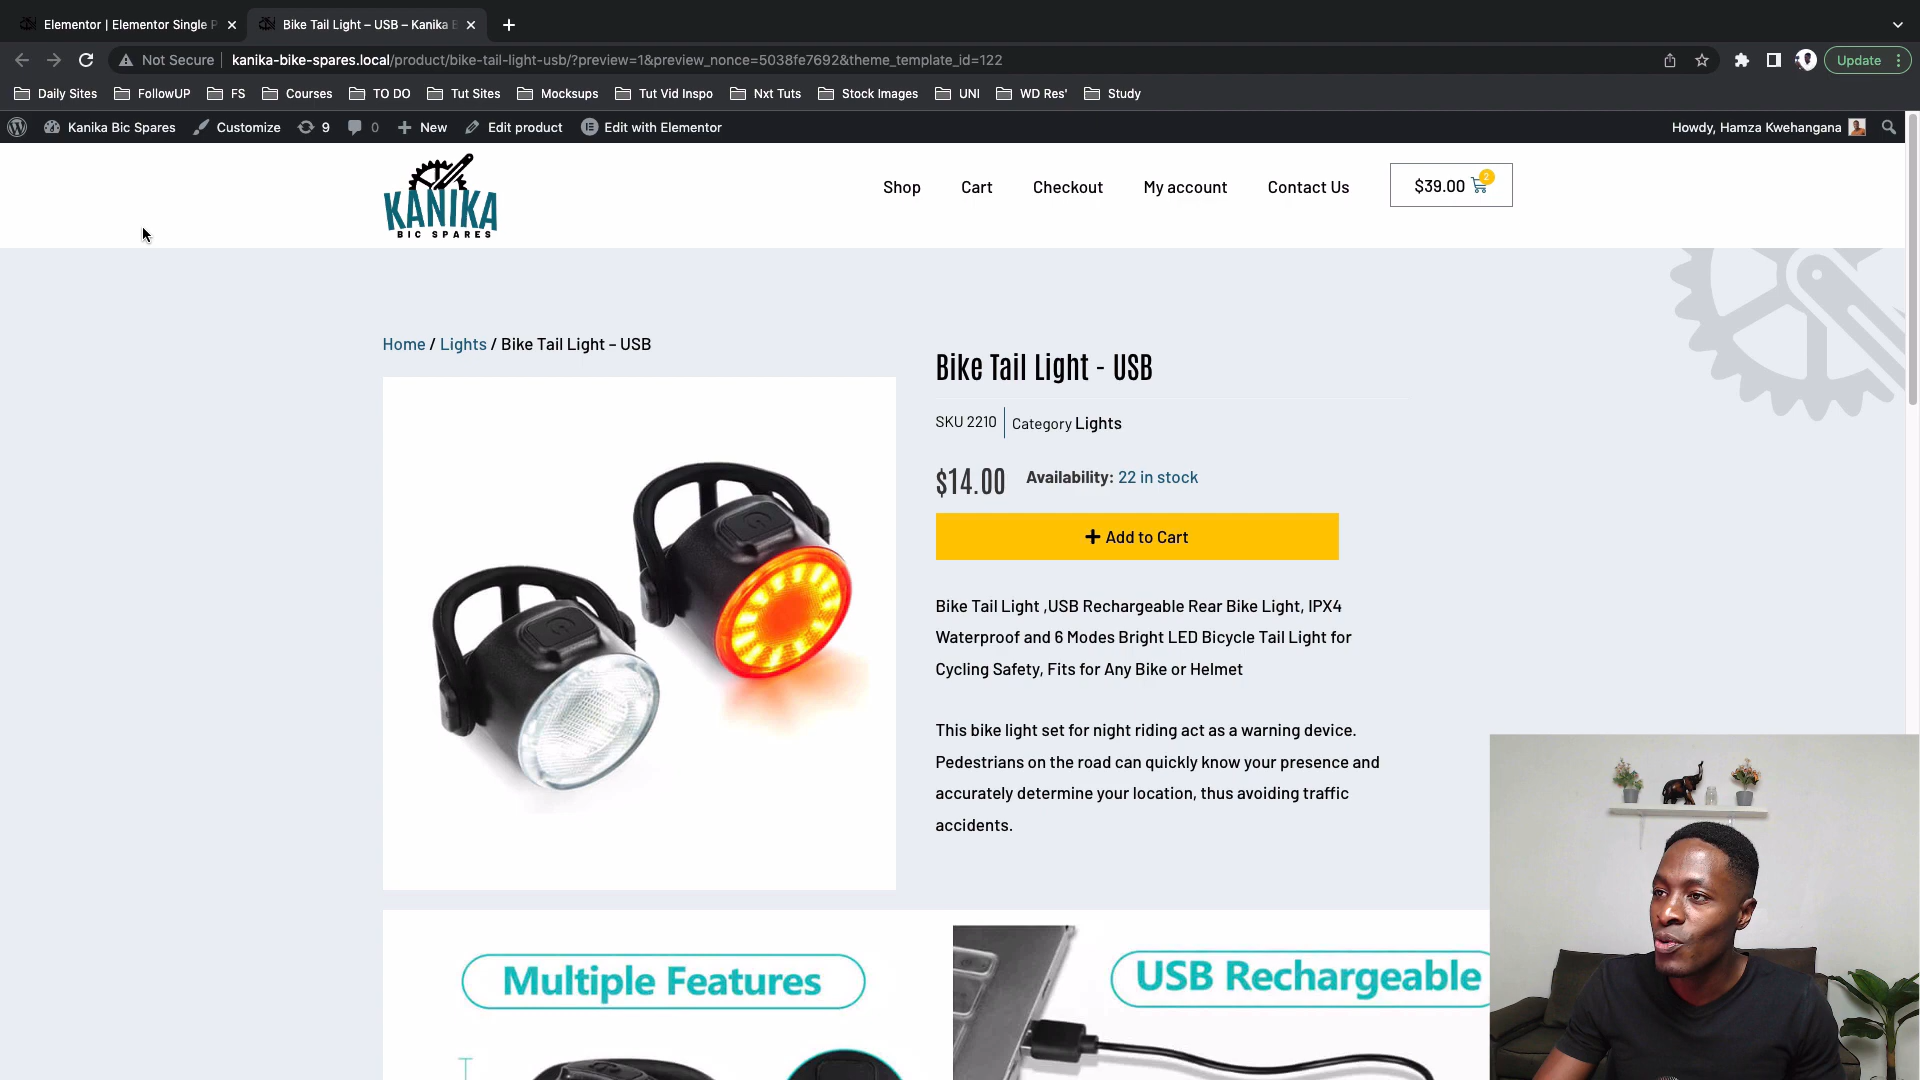 Elementor | Elementor Single P
Bike Tail Light – USB – Kanika B
Not Secure
kanika-bike-spares.local/product/bike-tail-light-usb/?preview=1&preview_nonce=5038fe7692&theme_template_id=122
Update
Daily Sites
FollowUP
FS
Courses
TO DO
Tut Sites
Mocksups
Tut Vid Inspo
Nxt Tuts
Stock Images
UNI
WD Res'
Study
Kanika Bic Spares
Customize
9
0
New
Edit product
Edit with Elementor
Howdy, Hamza Kwehangana
KANIKA
BIC SPARES
Shop
Cart
Checkout
My account
Contact Us
$39.00
2
Home / Lights / Bike Tail Light – USB
Bike Tail Light - USB
SKU 2210
Category Lights
$14.00
Availability: 22 in stock
Add to Cart
Bike Tail Light ,USB Rechargeable Rear Bike Light, IPX4
Waterproof and 6 Modes Bright LED Bicycle Tail Light for
Cycling Safety, Fits for Any Bike or Helmet
This bike light set for night riding act as a warning device.
Pedestrians on the road can quickly know your presence and
accurately determine your location, thus avoiding traffic
accidents.
Multiple Features
USB Rechargeable